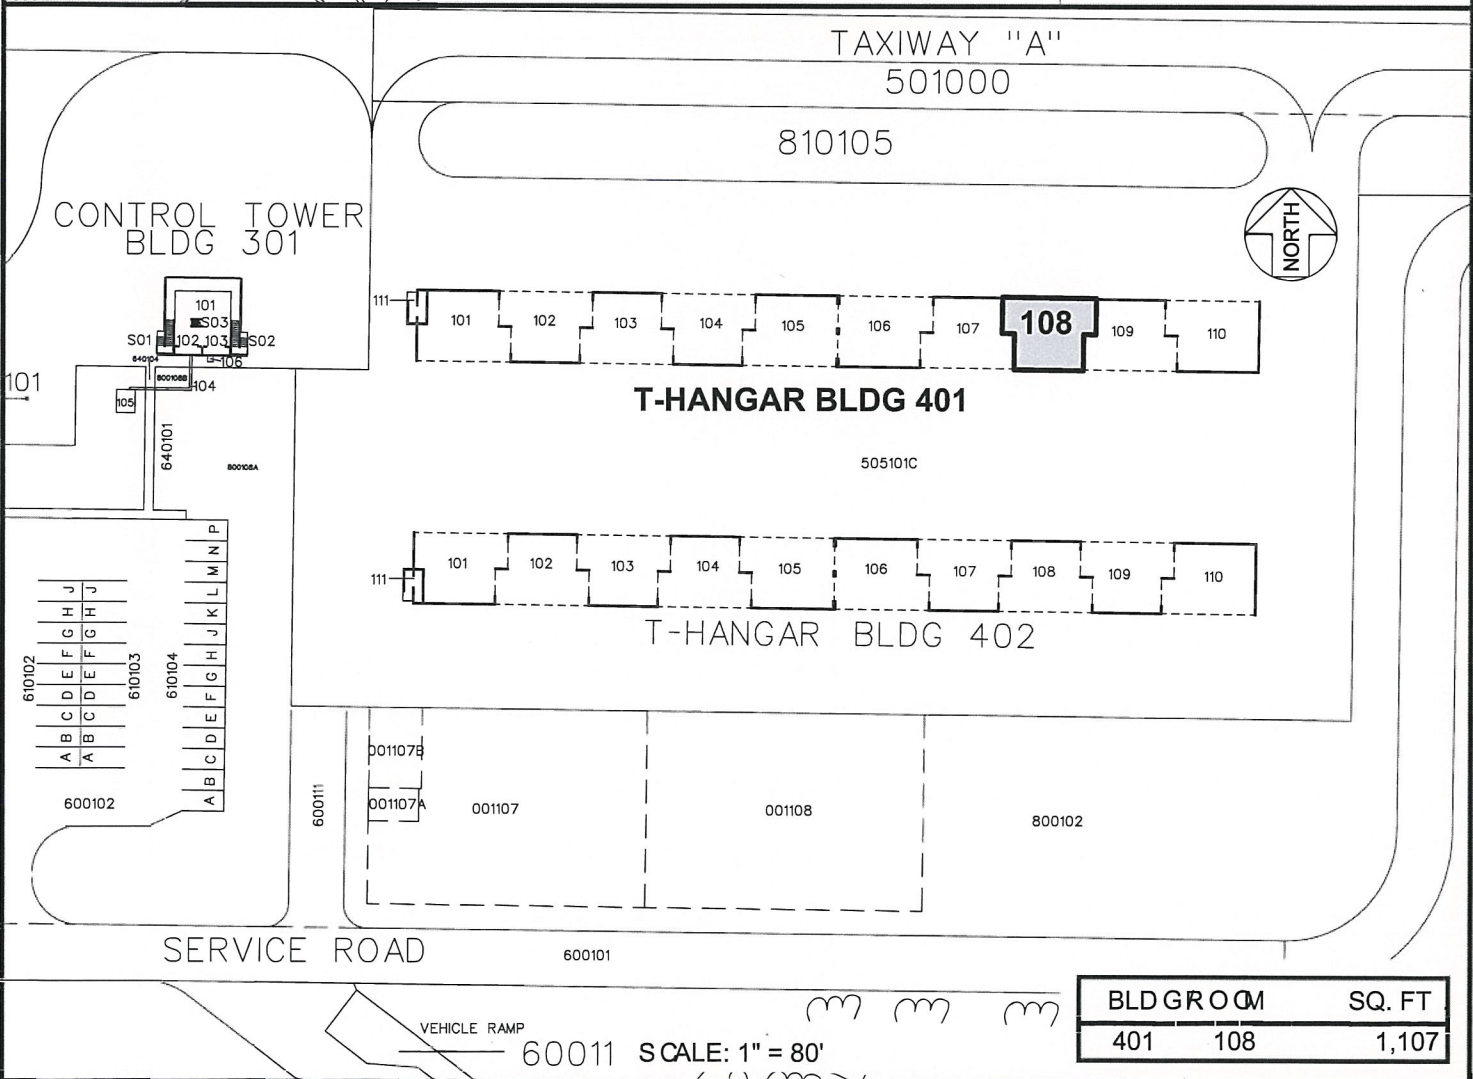 TAXIWAY "A"
501000
810105
CONTROL TOWER
BLDG 301
NORTH
101
S03
S01
102
103
S02
640104
106
800108B
104
105
101
640101
800108A
111
101
102
103
104
105
106
107
108
109
110
T-HANGAR BLDG 401
505101C
111
101
102
103
104
105
106
107
108
109
110
T-HANGAR BLDG 402
610102
A B C D E F G H J
A B C D E F G H J
610103
610104
A B C D E F G H J K L M N P
600102
600111
001107B
001107A
001107
001108
800102
SERVICE ROAD
600101
VEHICLE RAMP
60011
SCALE: 1" = 80'
BLDG ROOM SQ. FT
401 108 1,107